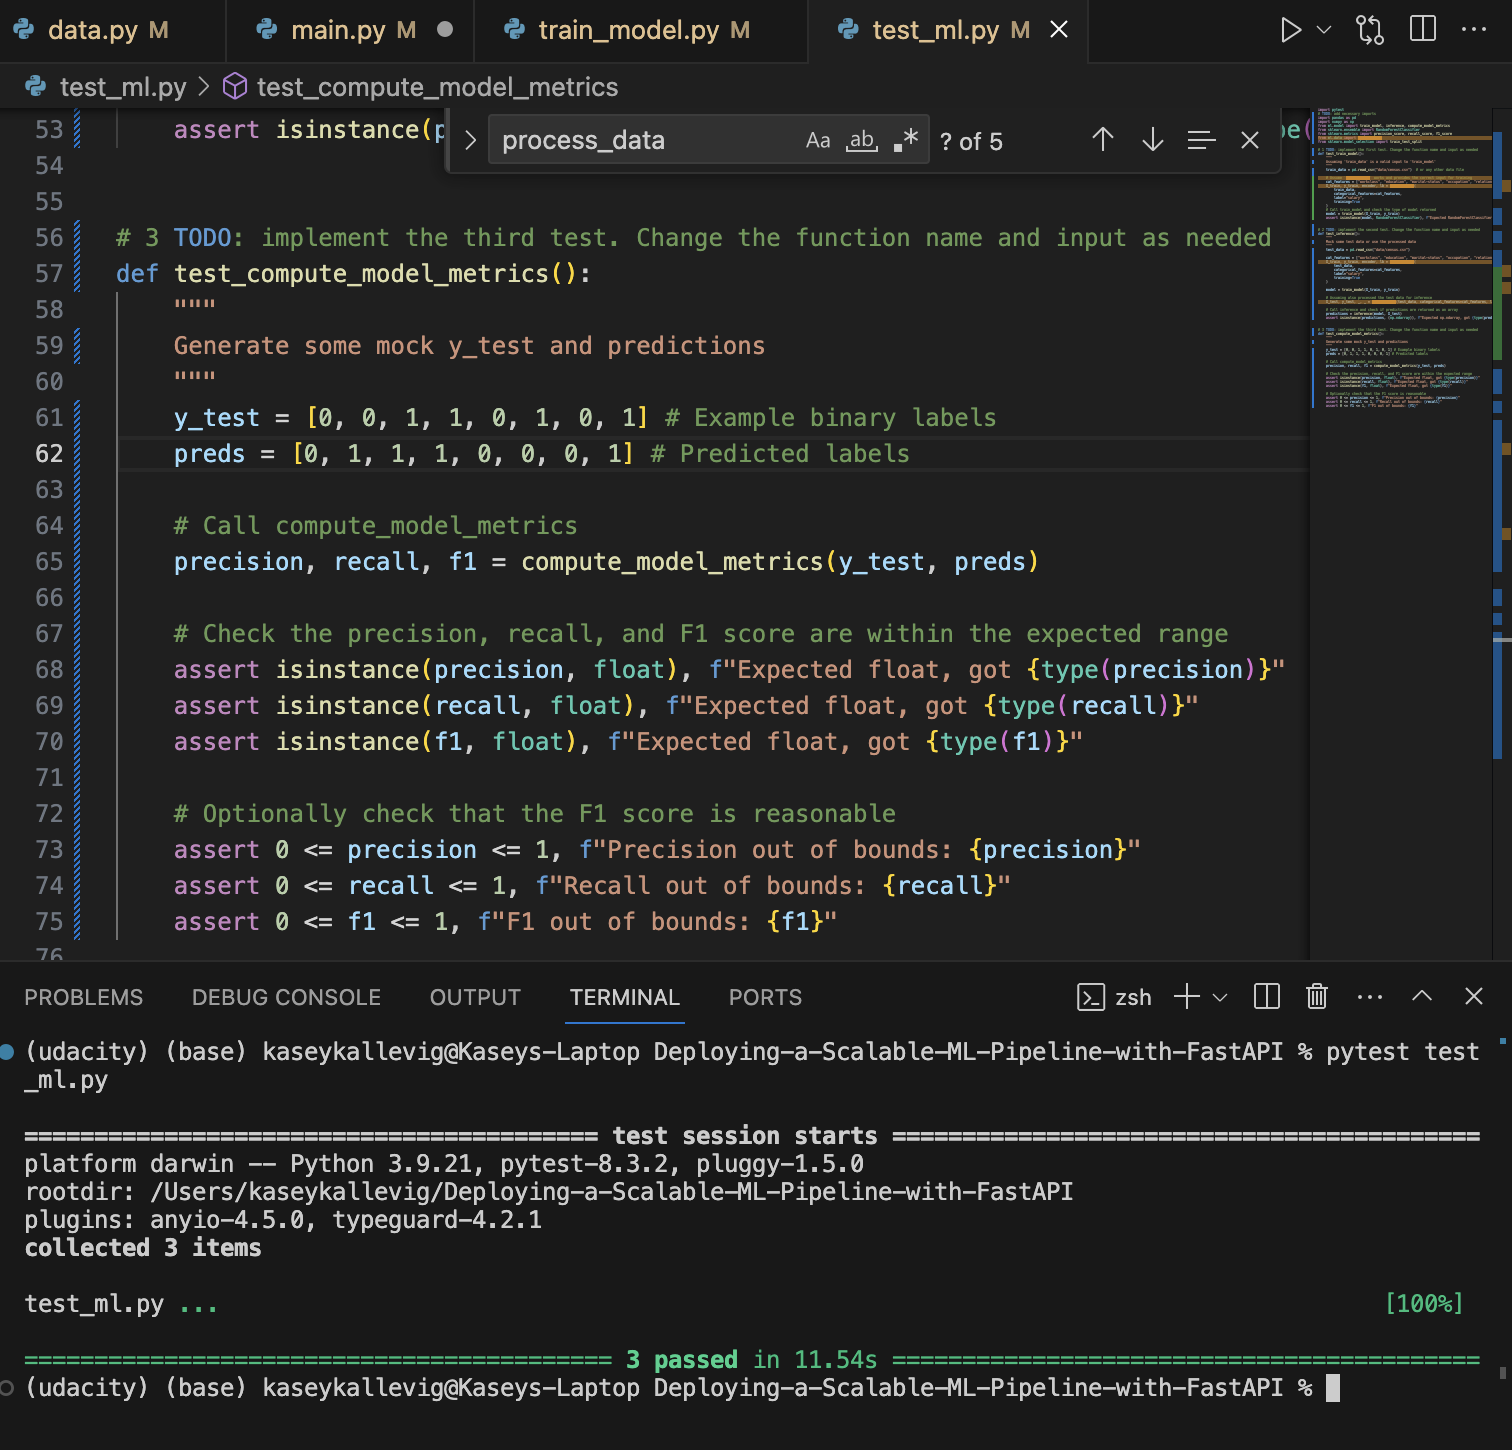 data.py M main.py M train_model.py M test_ml.py M
test_ml.py > test_compute_model_metrics
process_data Aa ab * ? of 5
53 assert isinstance(p
54
55
56 # 3 TODO: implement the third test. Change the function name and input as needed
57 def test_compute_model_metrics():
58 """
59 Generate some mock y_test and predictions
60 """
61 y_test = [0, 0, 1, 1, 0, 1, 0, 1] # Example binary labels
62 preds = [0, 1, 1, 1, 0, 0, 0, 1] # Predicted labels
63
64 # Call compute_model_metrics
65 precision, recall, f1 = compute_model_metrics(y_test, preds)
66
67 # Check the precision, recall, and F1 score are within the expected range
68 assert isinstance(precision, float), f"Expected float, got {type(precision)}"
69 assert isinstance(recall, float), f"Expected float, got {type(recall)}"
70 assert isinstance(f1, float), f"Expected float, got {type(f1)}"
71
72 # Optionally check that the F1 score is reasonable
73 assert 0 <= precision <= 1, f"Precision out of bounds: {precision}"
74 assert 0 <= recall <= 1, f"Recall out of bounds: {recall}"
75 assert 0 <= f1 <= 1, f"F1 out of bounds: {f1}"
76
PROBLEMS DEBUG CONSOLE OUTPUT TERMINAL PORTS zsh
(udacity) (base) kaseykallevig@Kaseys-Laptop Deploying-a-Scalable-ML-Pipeline-with-FastAPI % pytest test
_ml.py
========================================= test session starts ==========================================
platform darwin -- Python 3.9.21, pytest-8.3.2, pluggy-1.5.0
rootdir: /Users/kaseykallevig/Deploying-a-Scalable-ML-Pipeline-with-FastAPI
plugins: anyio-4.5.0, typeguard-4.2.1
collected 3 items
test_ml.py ... [100%]
========================================== 3 passed in 11.54s ==========================================
(udacity) (base) kaseykallevig@Kaseys-Laptop Deploying-a-Scalable-ML-Pipeline-with-FastAPI %